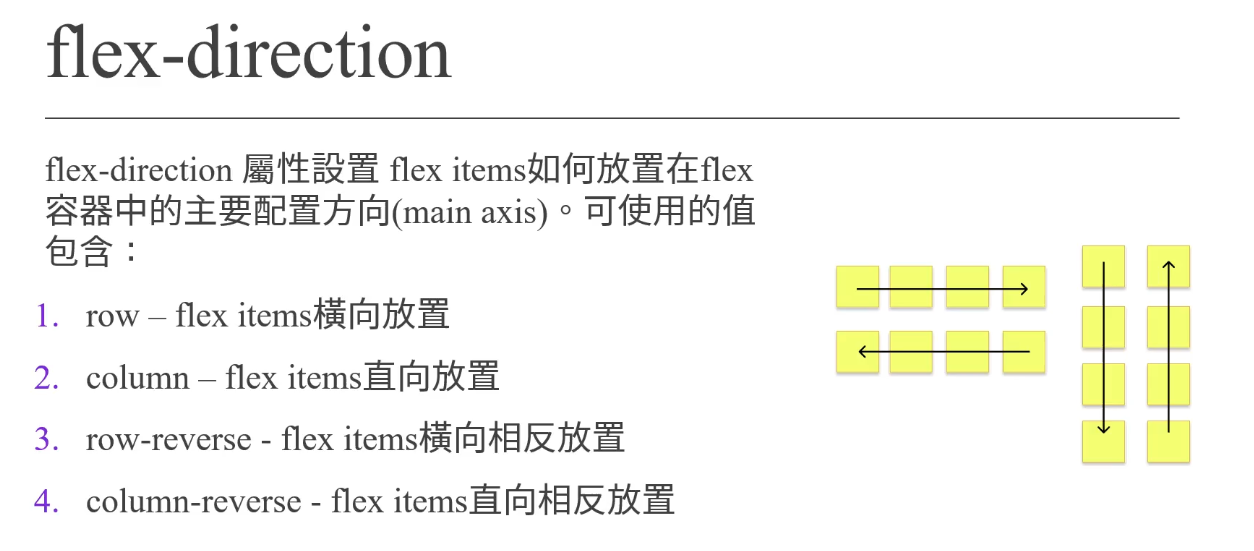 flex-direction
flex-direction 屬性設置 flex items如何放置在flex
容器中的主要配置方向(main axis)。可使用的值
包含：
1. row – flex items橫向放置
2. column – flex items直向放置
3. row-reverse - flex items橫向相反放置
4. column-reverse - flex items直向相反放置